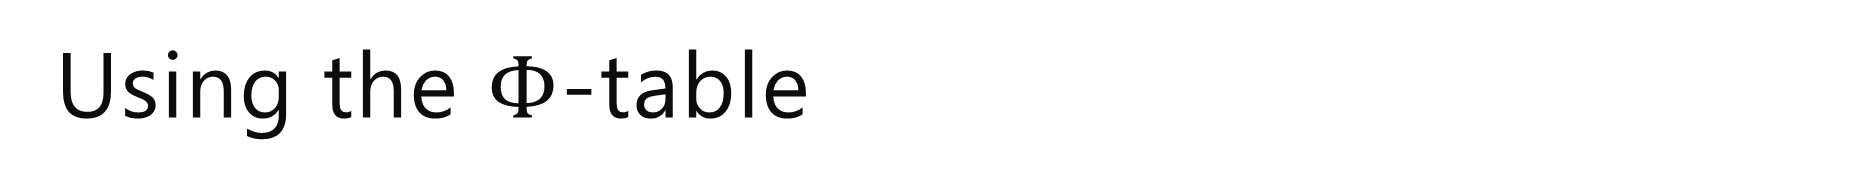 Using the Φ-table